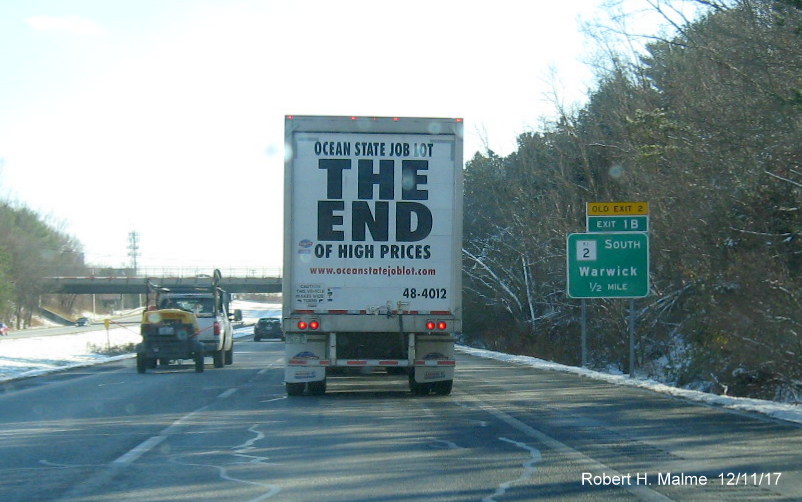 OCEAN STATE JOB LOT
THE
END
OF HIGH PRICES
www.oceanstatejoblot.com
48-4012
OLD EXIT 2
EXIT 1B
2 SOUTH
Warwick
1/2 MILE
Robert H. Malme 12/11/17